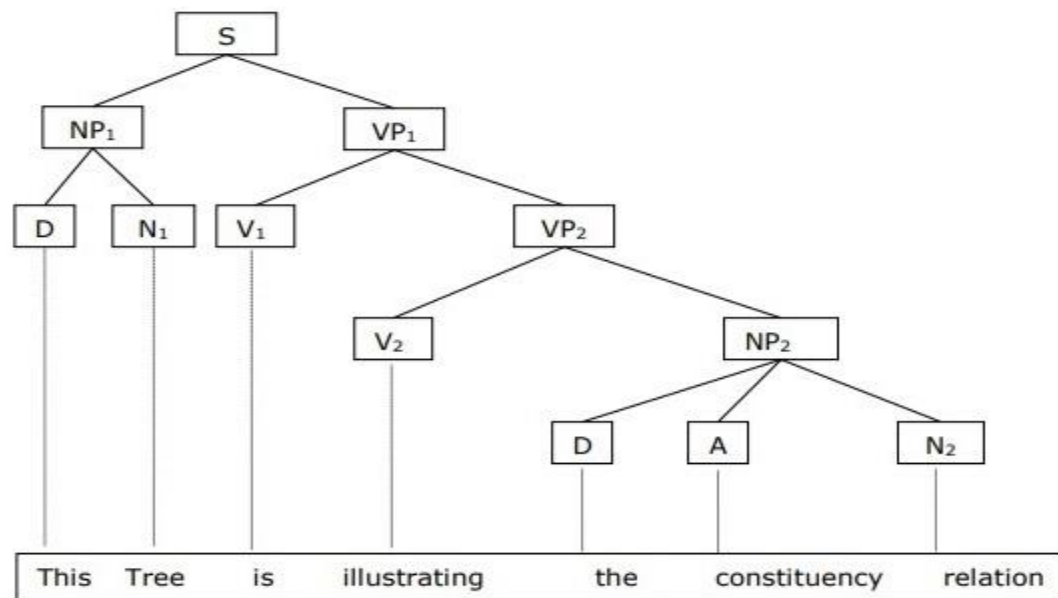 S
NP₁ VP₁
D N₁ V₁ VP₂
V₂ NP₂
D A N₂
This Tree is illustrating the constituency relation